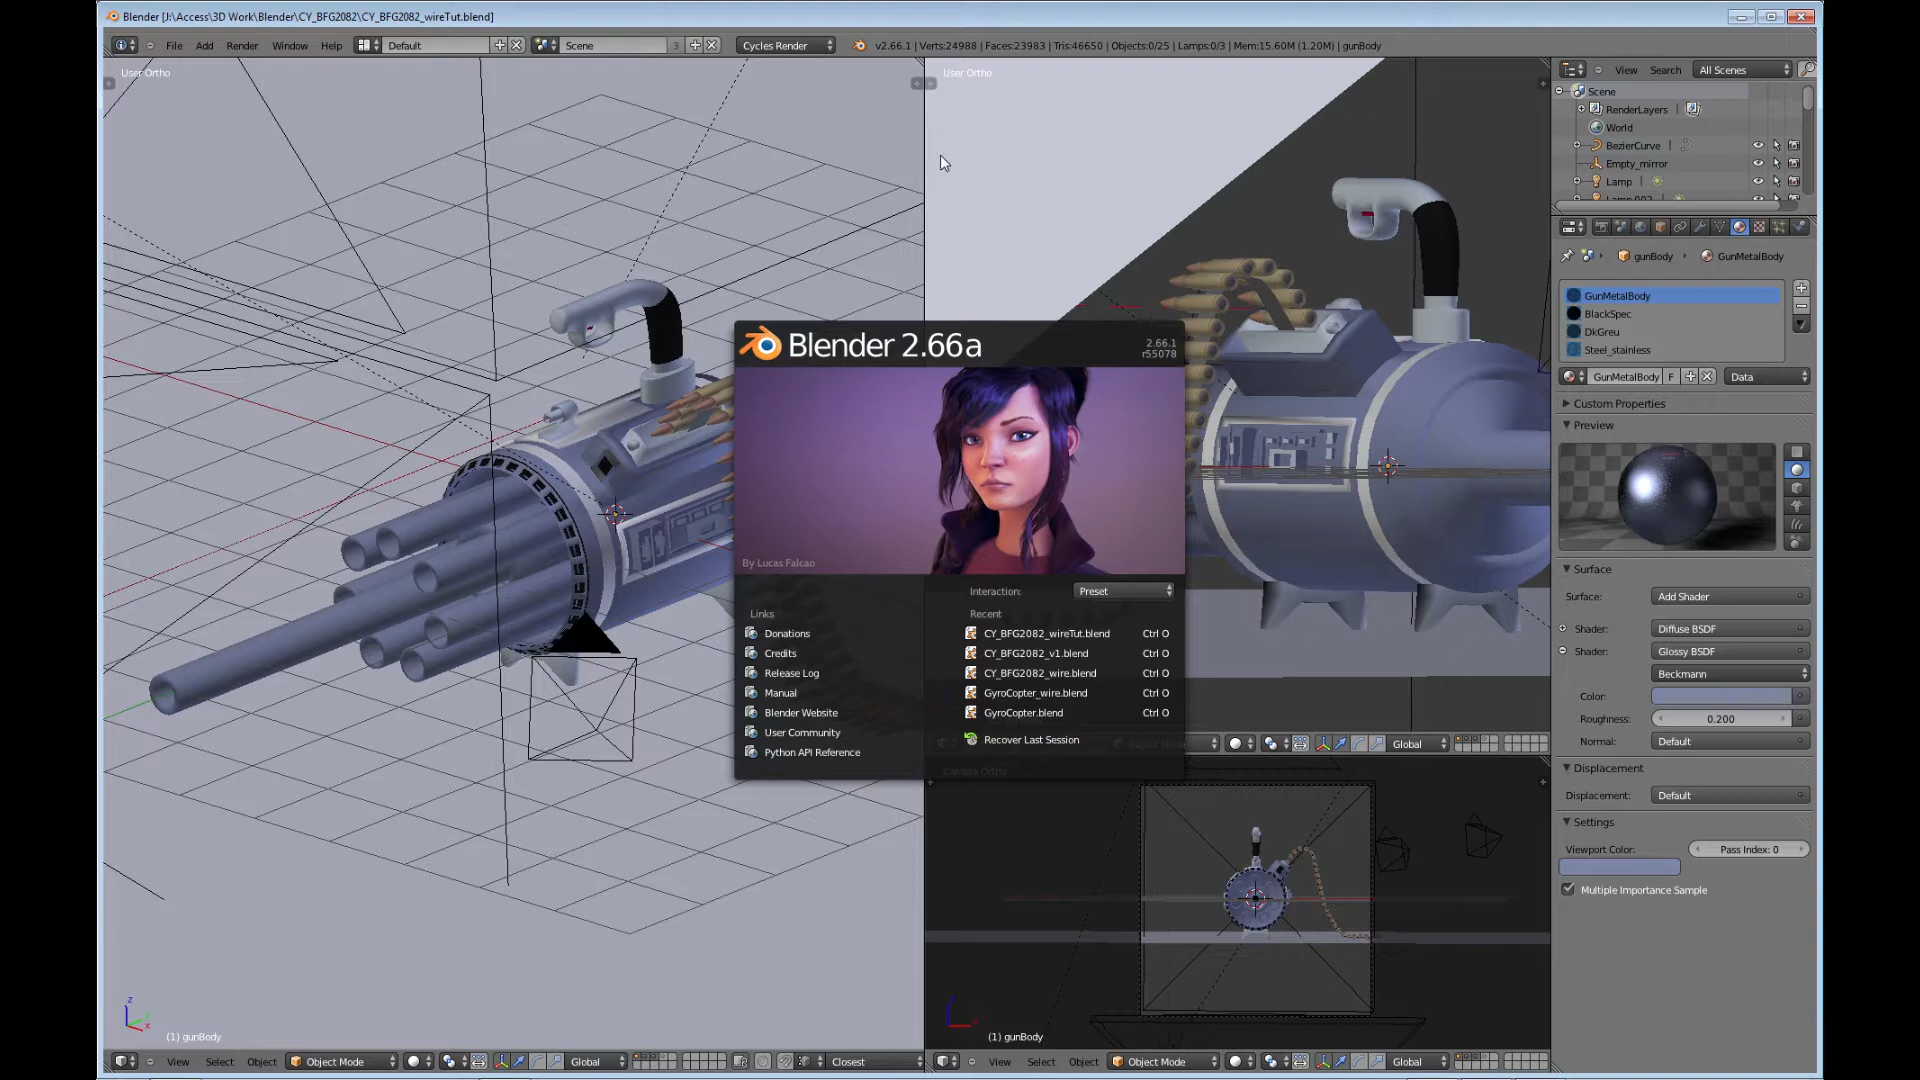 Blender [J:\Access\3D Work\Blender\CY_BFG2082\CY_BFG2082_wireTut.blend]
File Add Render Window Help Default Scene 3 Cycles Render v2.66.1 | Verts:24988 | Faces:23983 | Tris:46650 | Objects:0/25 | Lamps:0/3 | Mem:15.60M (1.20M) | gunBody
User Ortho
User Ortho
View Search All Scenes
Scene
RenderLayers
World
BezierCurve
Empty_mirror
Lamp
gunBody GunMetalBody
GunMetalBody
BlackSpec
DkGreu
Steel_stainless
GunMetalBody F Data
Custom Properties
Preview
Surface
Surface: Add Shader
Shader: Diffuse BSDF
Shader: Glossy BSDF
Beckmann
Color:
Roughness: 0.200
Normal: Default
Displacement
Displacement: Default
Settings
Viewport Color: Pass Index: 0
Multiple Importance Sample
Blender 2.66a
2.66.1
r55078
By Lucas Falcao
Interaction: Preset
Links
Donations
Credits
Release Log
Manual
Blender Website
User Community
Python API Reference
Recent
CY_BFG2082_wireTut.blend Ctrl O
CY_BFG2082_v1.blend Ctrl O
CY_BFG2082_wire.blend Ctrl O
GyroCopter_wire.blend Ctrl O
GyroCopter.blend Ctrl O
Recover Last Session
Global
Camera Ortho
z
y
x
(1) gunBody
(1) gunBody
View Select Object Object Mode Global Closest
View Select Object Object Mode Global